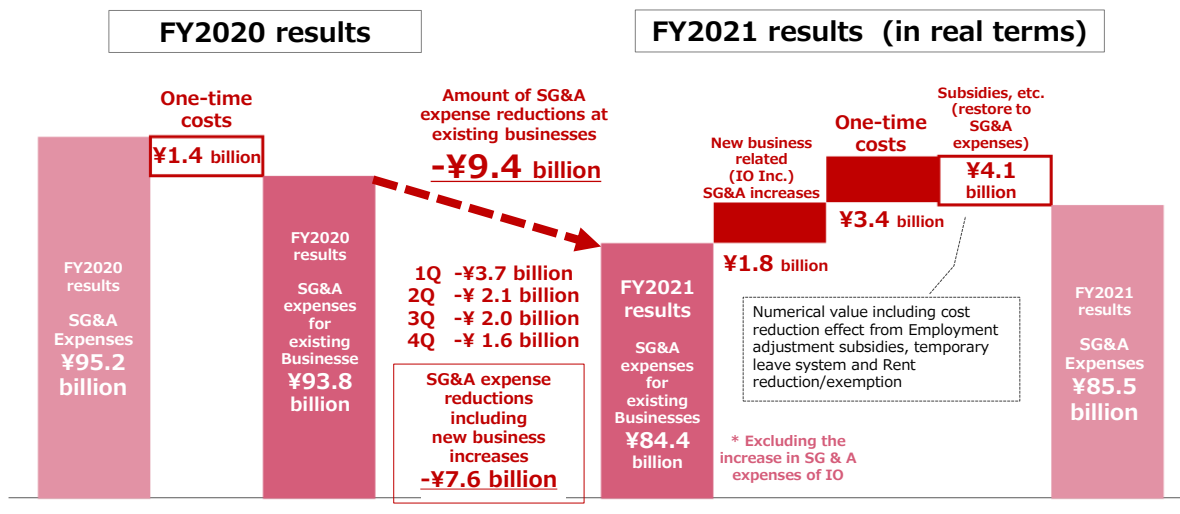 FY2020 results
FY2021 results (in real terms)
One-time
costs
¥1.4 billion
FY2020
results
SG&A
Expenses
¥95.2
billion
FY2020
results
SG&A
expenses
for
existing
Businesse
¥93.8
billion
Amount of SG&A
expense reductions at
existing businesses
-¥9.4 billion
1Q -¥3.7 billion
2Q -¥ 2.1 billion
3Q -¥ 2.0 billion
4Q -¥ 1.6 billion
SG&A expense
reductions
including
new business
increases
-¥7.6 billion
FY2021
results
SG&A
expenses
for
existing
Businesses
¥84.4
billion
New business
related
(IO Inc.)
SG&A increases
¥1.8 billion
One-time
costs
¥3.4 billion
Subsidies, etc.
(restore to
SG&A
expenses)
¥4.1
billion
Numerical value including cost
reduction effect from Employment
adjustment subsidies, temporary
leave system and Rent
reduction/exemption
* Excluding the
increase in SG & A
expenses of IO
FY2021
results
SG&A
Expenses
¥85.5
billion